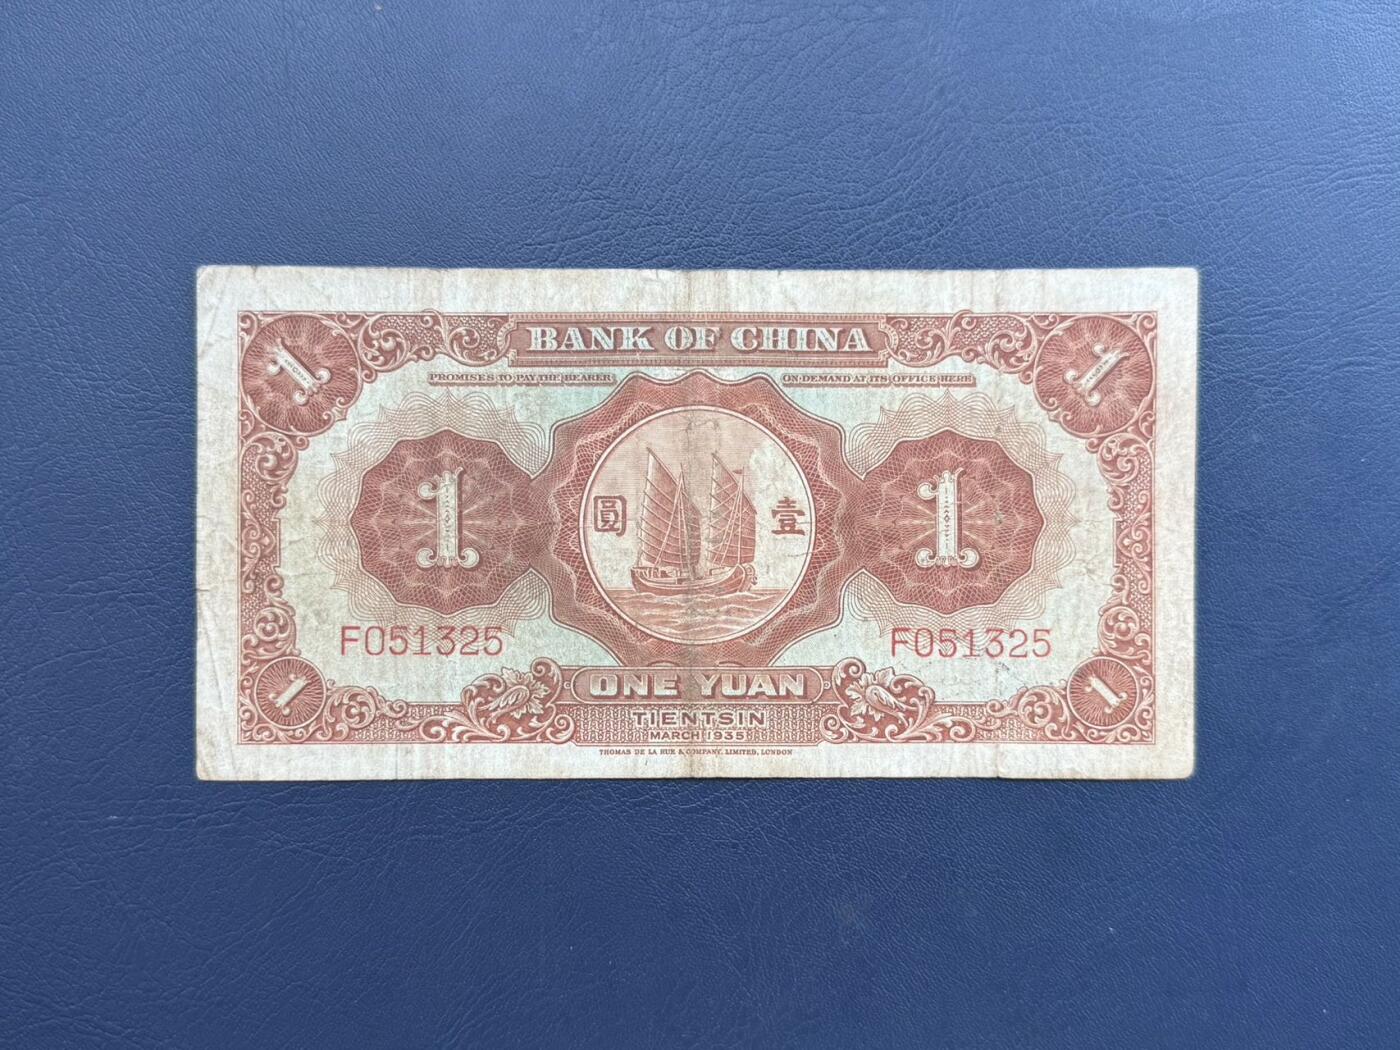 1 BANK OF CHINA 1
PROMISES TO PAY THE BEARER ON DEMAND AT ITS OFFICE HERE
1 圓 壹 1
F051325 F051325
1 ONE YUAN 1
TIENTSIN
MARCH 1935
THOMAS DE LA RUE & COMPANY, LIMITED, LONDON